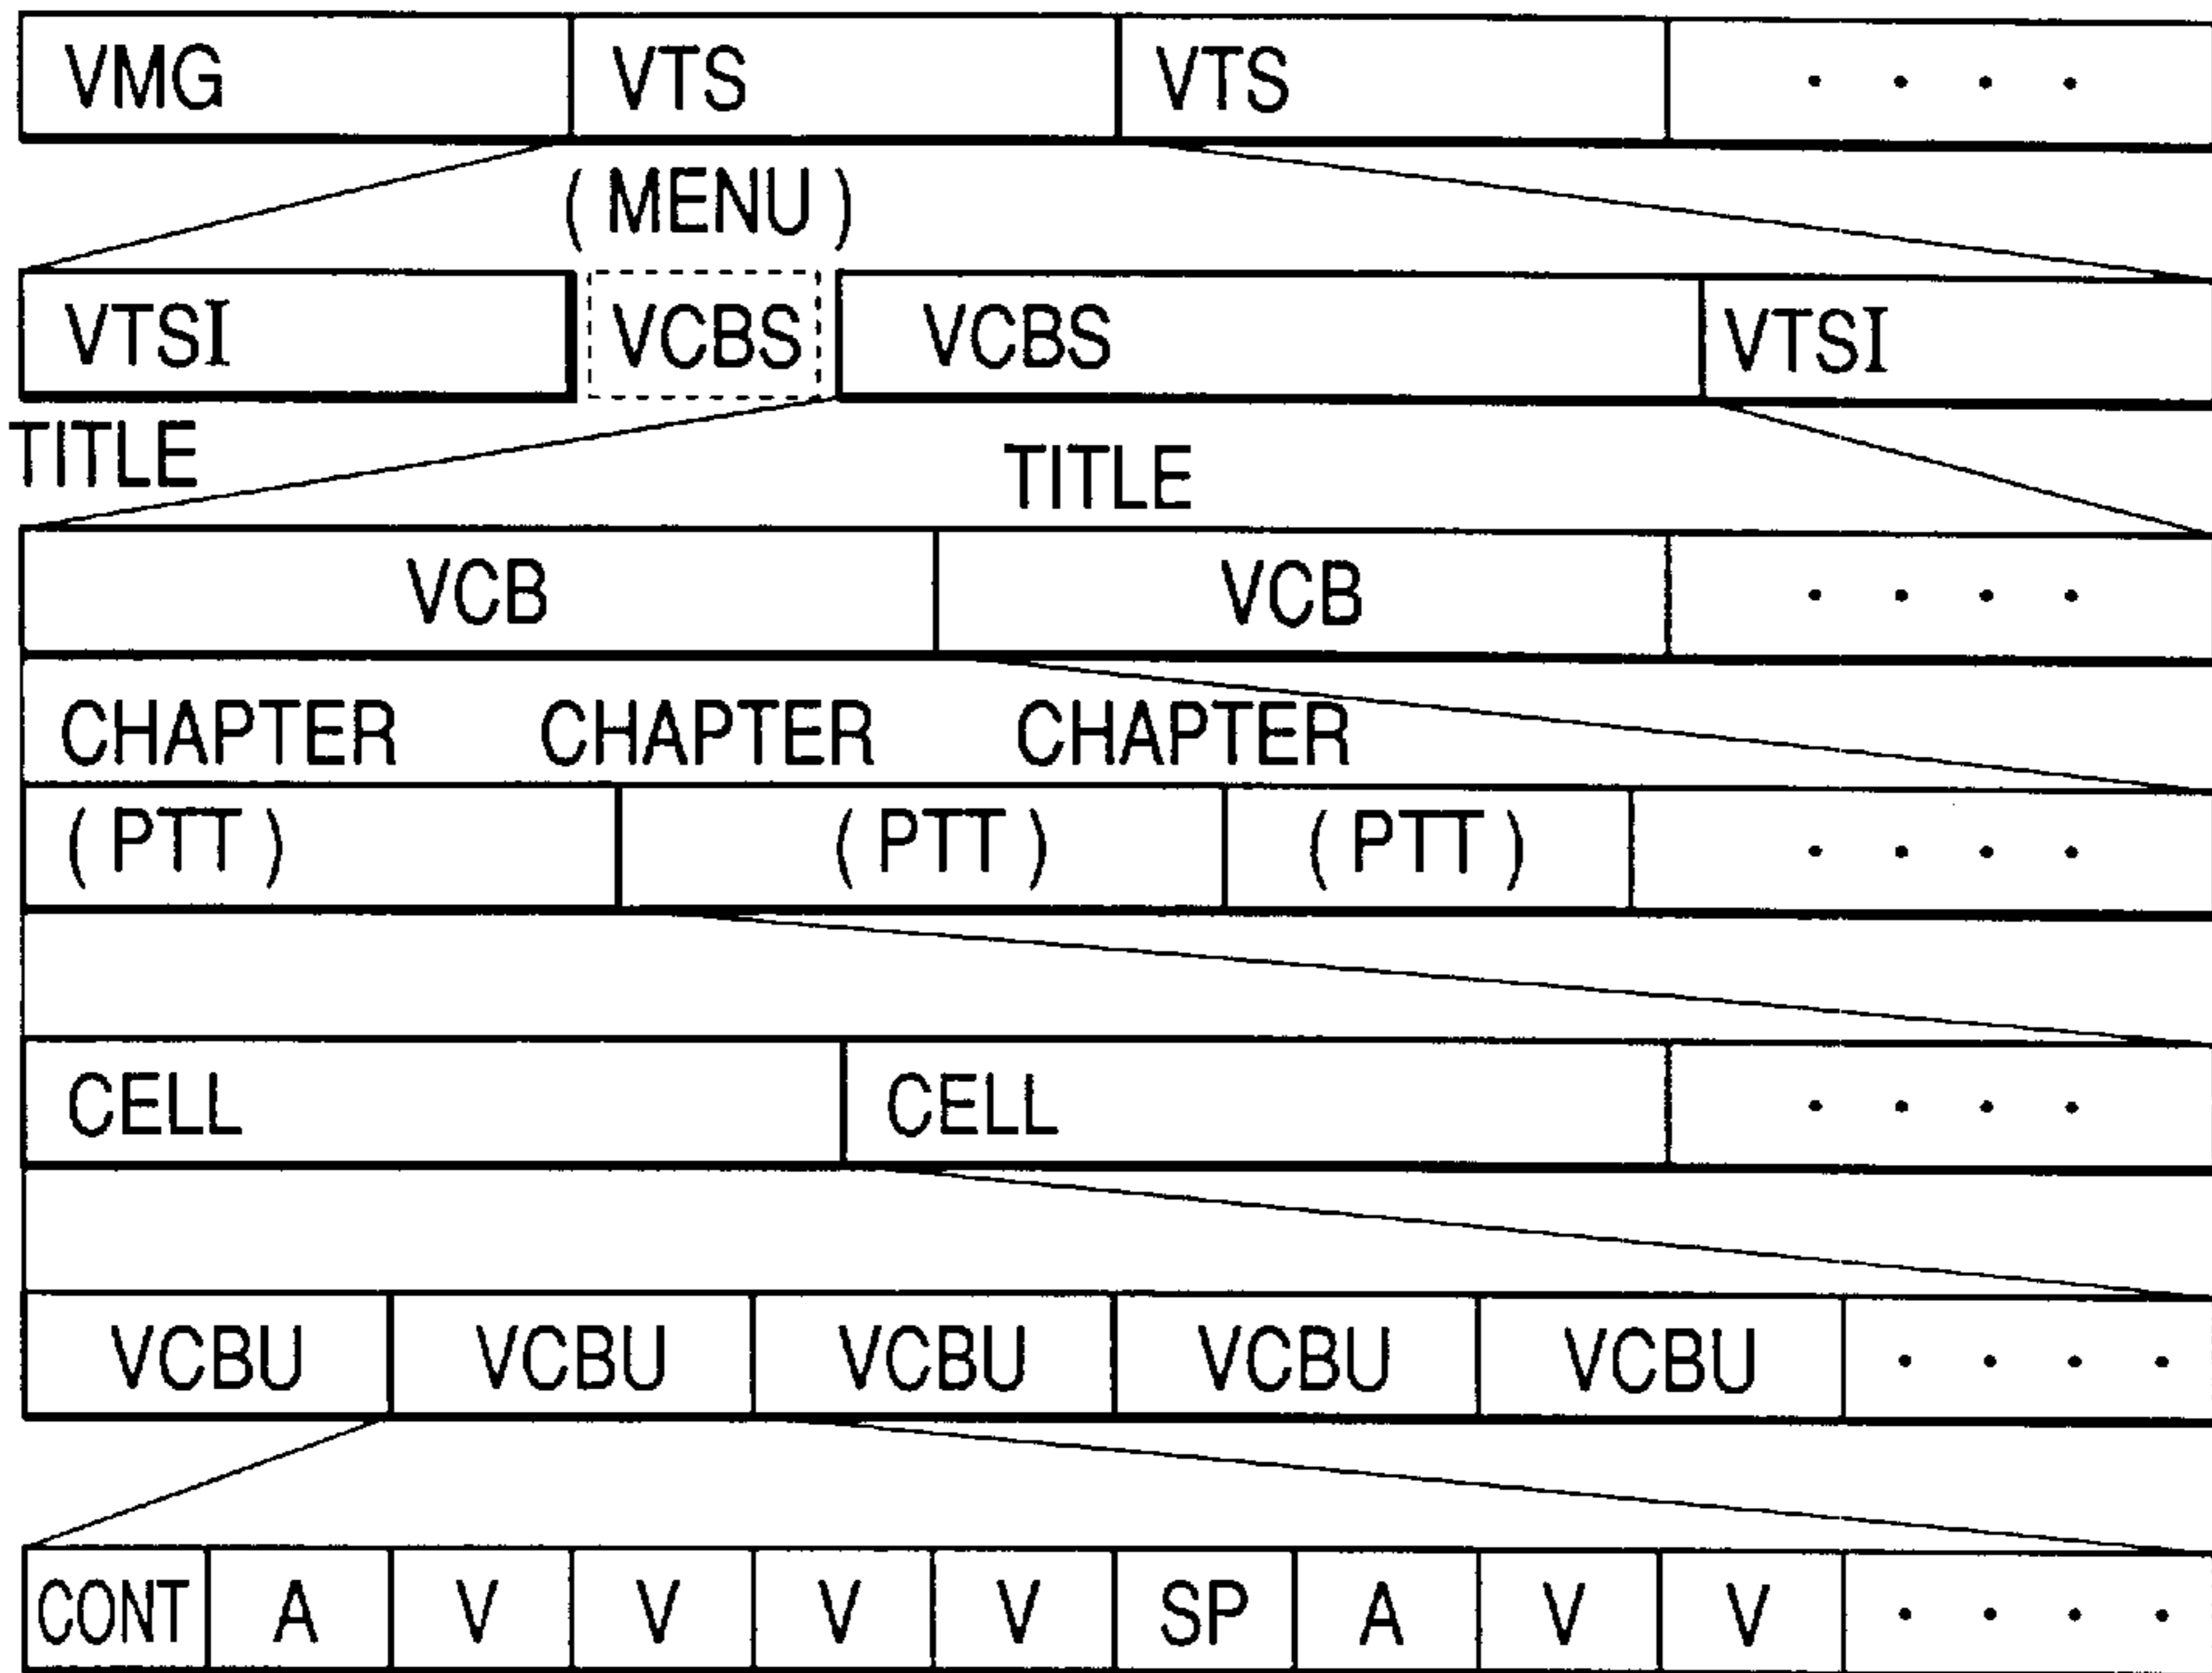 VMG VTS VTS · · · ·
( MENU )
VTSI VCBS VCBS VTSI
TITLE TITLE
VCB VCB · · · ·
CHAPTER CHAPTER CHAPTER
( PTT ) ( PTT ) ( PTT ) · · · ·
CELL CELL · · · ·
VCBU VCBU VCBU VCBU VCBU · · · ·
CONT A V V V V SP A V V · · · ·